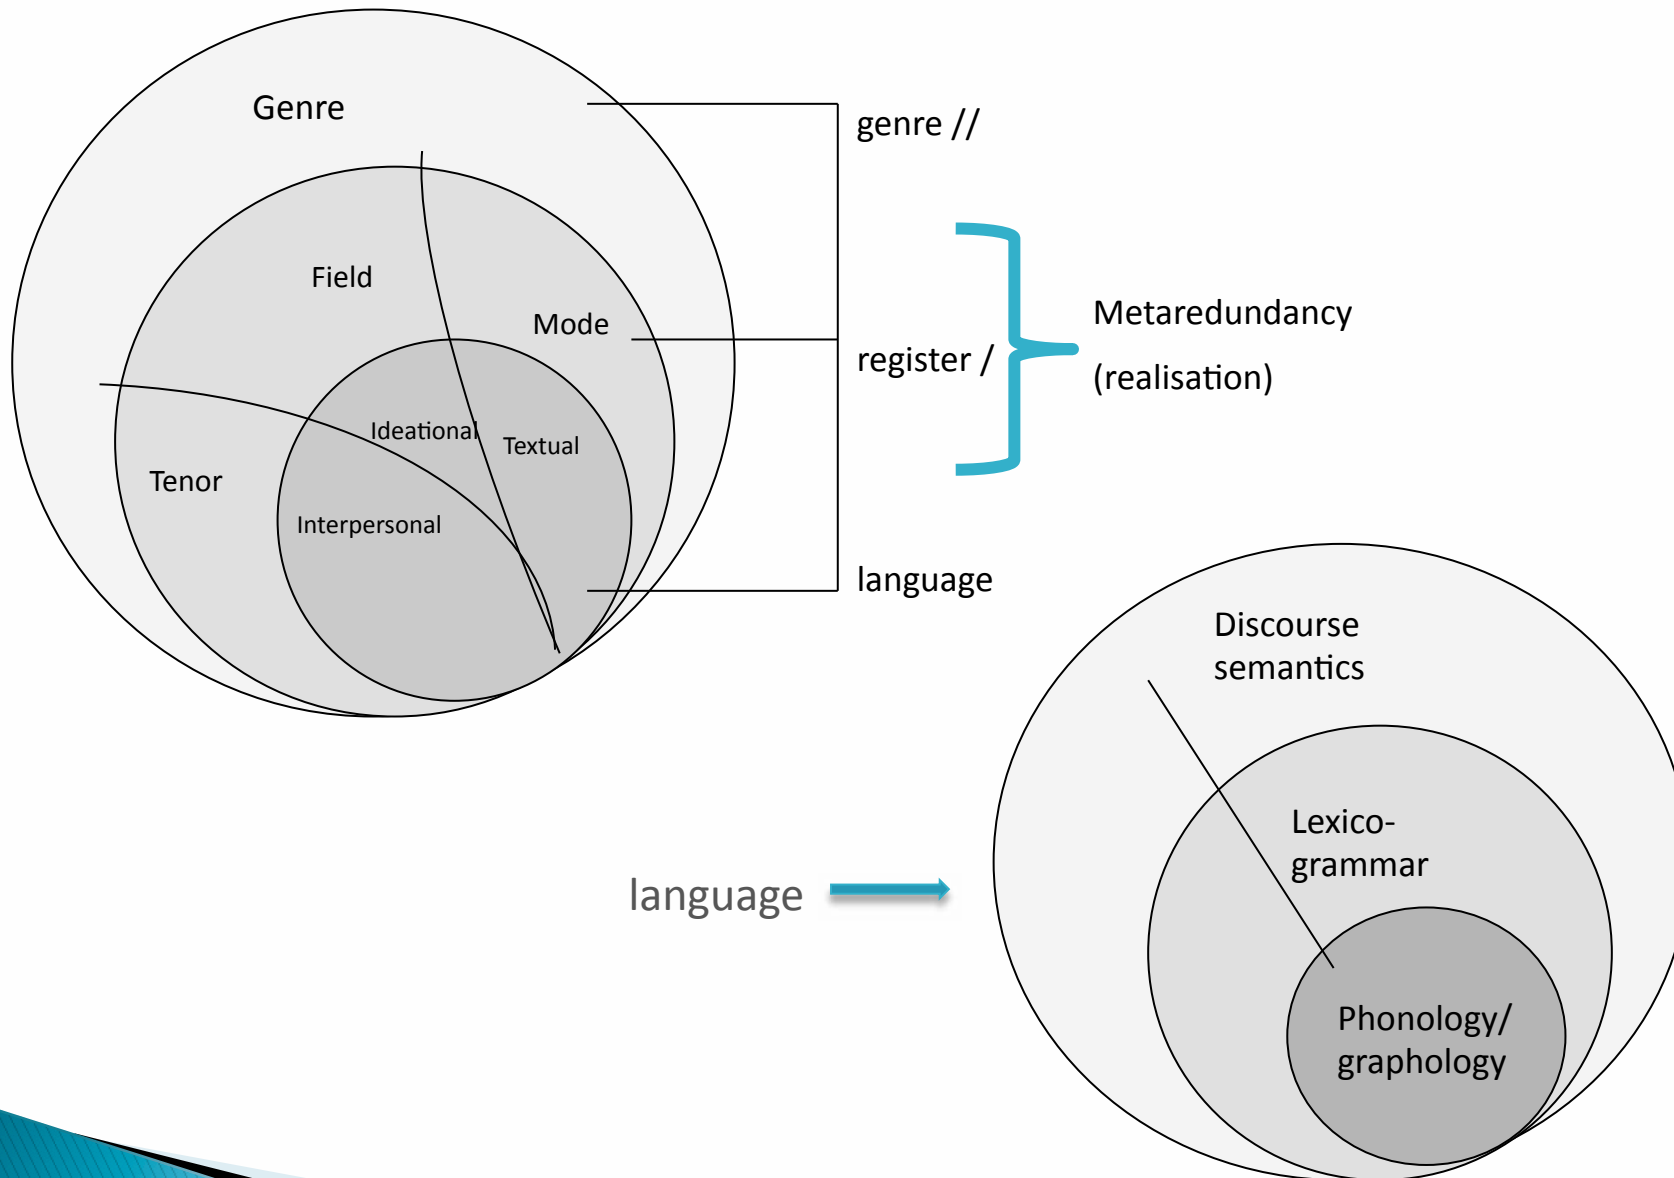 Genre
genre //
Field
Mode
Metaredundancy
register /
(realisation)
Ideational
Textual
Tenor
Interpersonal
language
Discourse
semantics
Lexico-
grammar
language
Phonology/
graphology